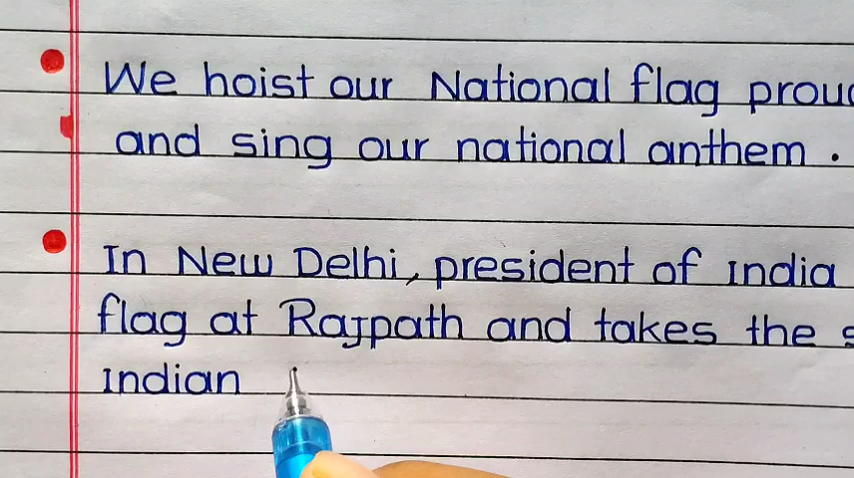 We hoist our National flag
and sing our national anthem .
In New Delhi, president of India
flag at Rajpath and takes the
Indian